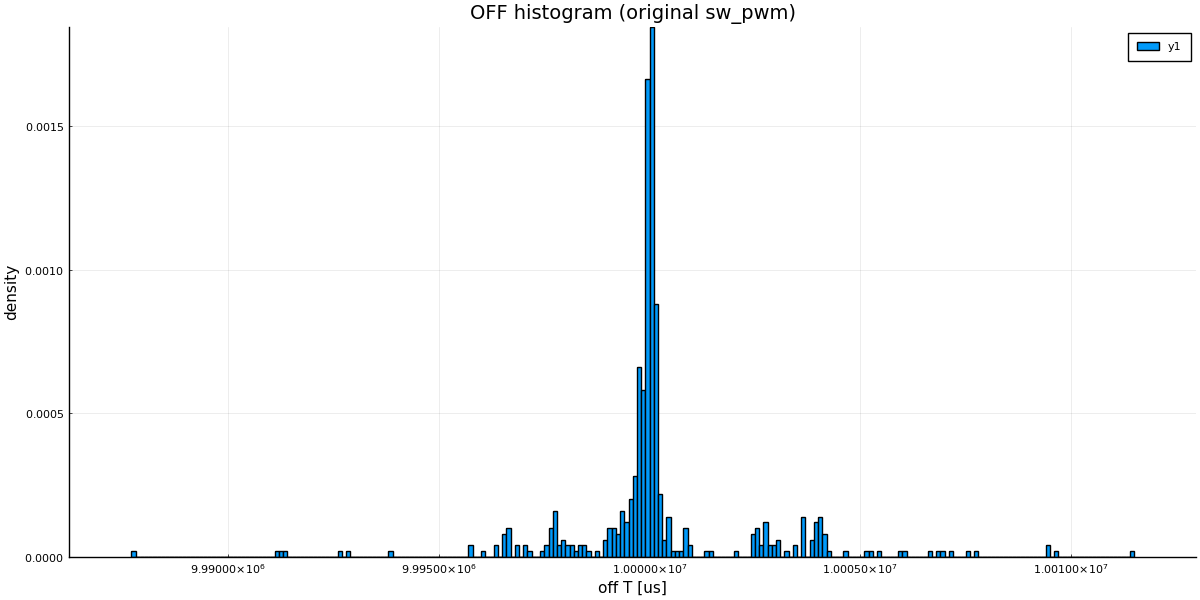 OFF histogram (original sw_pwm)
y1
0.0015
0.0010
0.0005
0.0000
density
9.99000×10⁶
9.99500×10⁶
1.00000×10⁷
1.00050×10⁷
1.00100×10⁷
off T [us]